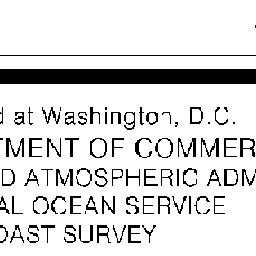 d at Washington, D.C.
TMENT OF COMMER
D ATMOSPHERIC ADM
AL OCEAN SERVICE
OAST SURVEY